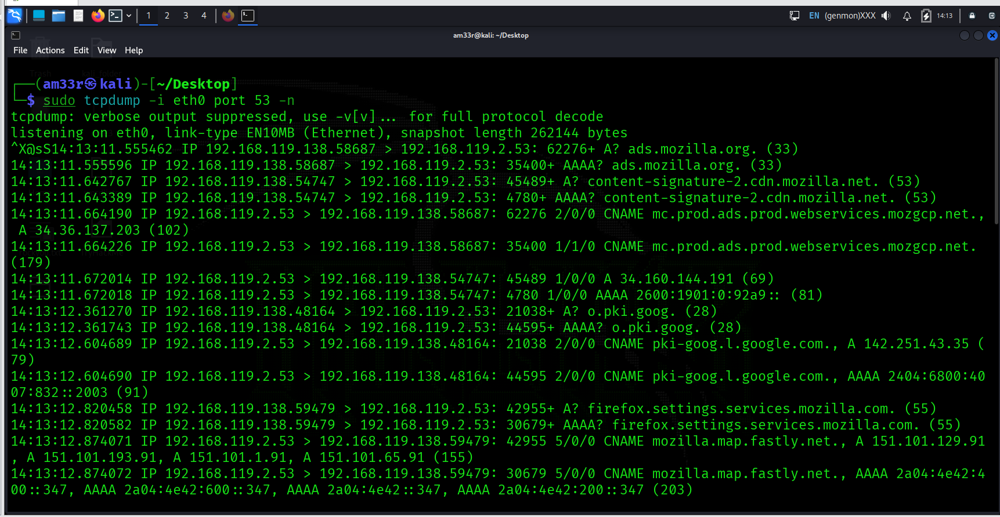 1 2 3 4 EN (genmon)XXX 14:13
am33r@kali: ~/Desktop
File Actions Edit View Help
(am33r㉿kali)-[~/Desktop]
$ sudo tcpdump -i eth0 port 53 -n
tcpdump: verbose output suppressed, use -v[v]... for full protocol decode
listening on eth0, link-type EN10MB (Ethernet), snapshot length 262144 bytes
^X@sS14:13:11.555462 IP 192.168.119.138.58687 > 192.168.119.2.53: 62276+ A? ads.mozilla.org. (33)
14:13:11.555596 IP 192.168.119.138.58687 > 192.168.119.2.53: 35400+ AAAA? ads.mozilla.org. (33)
14:13:11.642767 IP 192.168.119.138.54747 > 192.168.119.2.53: 45489+ A? content-signature-2.cdn.mozilla.net. (53)
14:13:11.643389 IP 192.168.119.138.54747 > 192.168.119.2.53: 4780+ AAAA? content-signature-2.cdn.mozilla.net. (53)
14:13:11.664190 IP 192.168.119.2.53 > 192.168.119.138.58687: 62276 2/0/0 CNAME mc.prod.ads.prod.webservices.mozgcp.net.,
A 34.36.137.203 (102)
14:13:11.664226 IP 192.168.119.2.53 > 192.168.119.138.58687: 35400 1/1/0 CNAME mc.prod.ads.prod.webservices.mozgcp.net.
(179)
14:13:11.672014 IP 192.168.119.2.53 > 192.168.119.138.54747: 45489 1/0/0 A 34.160.144.191 (69)
14:13:11.672018 IP 192.168.119.2.53 > 192.168.119.138.54747: 4780 1/0/0 AAAA 2600:1901:0:92a9:: (81)
14:13:12.361270 IP 192.168.119.138.48164 > 192.168.119.2.53: 21038+ A? o.pki.goog. (28)
14:13:12.361743 IP 192.168.119.138.48164 > 192.168.119.2.53: 44595+ AAAA? o.pki.goog. (28)
14:13:12.604689 IP 192.168.119.2.53 > 192.168.119.138.48164: 21038 2/0/0 CNAME pki-goog.l.google.com., A 142.251.43.35 (
79)
14:13:12.604690 IP 192.168.119.2.53 > 192.168.119.138.48164: 44595 2/0/0 CNAME pki-goog.l.google.com., AAAA 2404:6800:40
07:832::2003 (91)
14:13:12.820458 IP 192.168.119.138.59479 > 192.168.119.2.53: 42955+ A? firefox.settings.services.mozilla.com. (55)
14:13:12.820582 IP 192.168.119.138.59479 > 192.168.119.2.53: 30679+ AAAA? firefox.settings.services.mozilla.com. (55)
14:13:12.874071 IP 192.168.119.2.53 > 192.168.119.138.59479: 42955 5/0/0 CNAME mozilla.map.fastly.net., A 151.101.129.91
, A 151.101.193.91, A 151.101.1.91, A 151.101.65.91 (155)
14:13:12.874072 IP 192.168.119.2.53 > 192.168.119.138.59479: 30679 5/0/0 CNAME mozilla.map.fastly.net., AAAA 2a04:4e42:4
00::347, AAAA 2a04:4e42:600::347, AAAA 2a04:4e42::347, AAAA 2a04:4e42:200::347 (203)